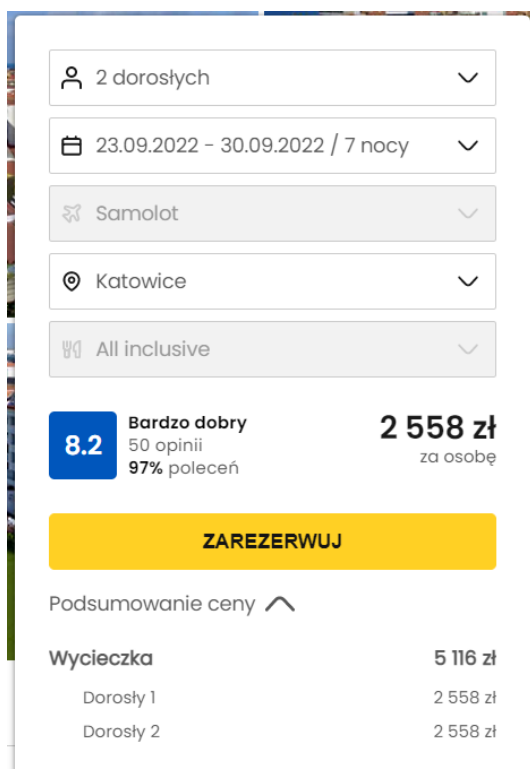 2 dorosłych
23.09.2022 - 30.09.2022 / 7 nocy
Samolot
Katowice
All inclusive
8.2
Bardzo dobry
50 opinii
97% poleceń
2 558 zł
za osobę
ZAREZERWUJ
Podsumowanie ceny
Wycieczka 5 116 zł
Dorosły 1 2 558 zł
Dorosły 2 2 558 zł